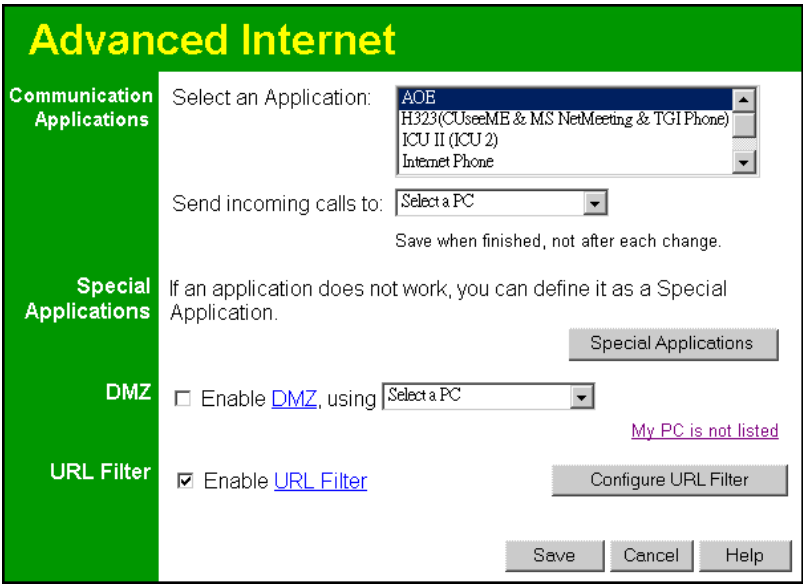 Advanced Internet
Communication Applications
Select an Application:
AOE
H323(CUseeME & MS NetMeeting & TGI Phone)
ICU II (ICU 2)
Internet Phone
Send incoming calls to: Select a PC
Save when finished, not after each change.
Special Applications
If an application does not work, you can define it as a Special
Application.
Special Applications
DMZ
Enable DMZ, using Select a PC
My PC is not listed
URL Filter
Enable URL Filter
Configure URL Filter
Save Cancel Help